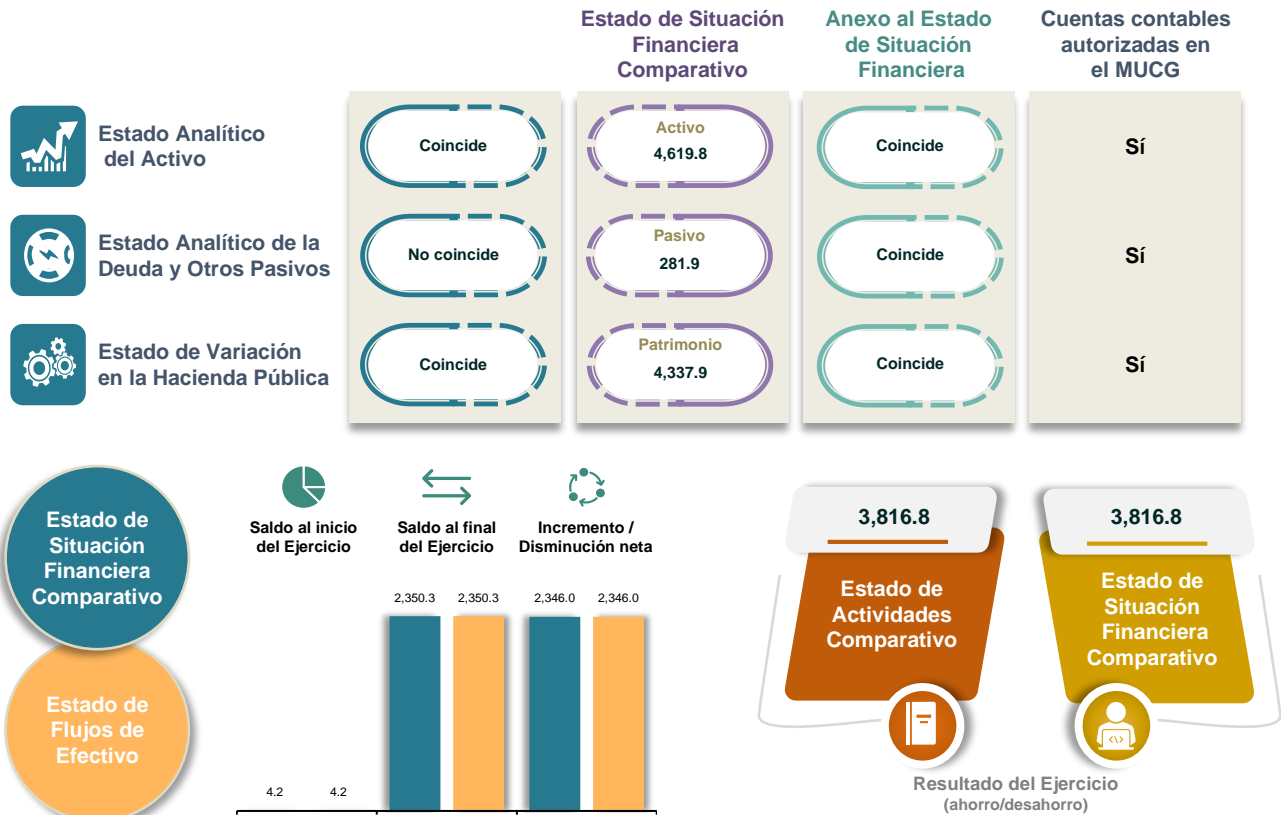 Estado de Situación
Financiera
Comparativo
Anexo al Estado
de Situación
Financiera
Cuentas contables
autorizadas en
el MUCG
Estado Analítico
del Activo
Coincide
Activo
4,619.8
Coincide
Sí
Estado Analítico de la
Deuda y Otros Pasivos
No coincide
Pasivo
281.9
Coincide
Sí
Estado de Variación
en la Hacienda Pública
Coincide
Patrimonio
4,337.9
Coincide
Sí
Estado de
Situación
Financiera
Comparativo
Estado de
Flujos de
Efectivo
Saldo al inicio
del Ejercicio
Saldo al final
del Ejercicio
Incremento /
Disminución neta
4.2
4.2
2,350.3
2,350.3
2,346.0
2,346.0
3,816.8
Estado de
Actividades
Comparativo
3,816.8
Estado de
Situación
Financiera
Comparativo
Resultado del Ejercicio
(ahorro/desahorro)